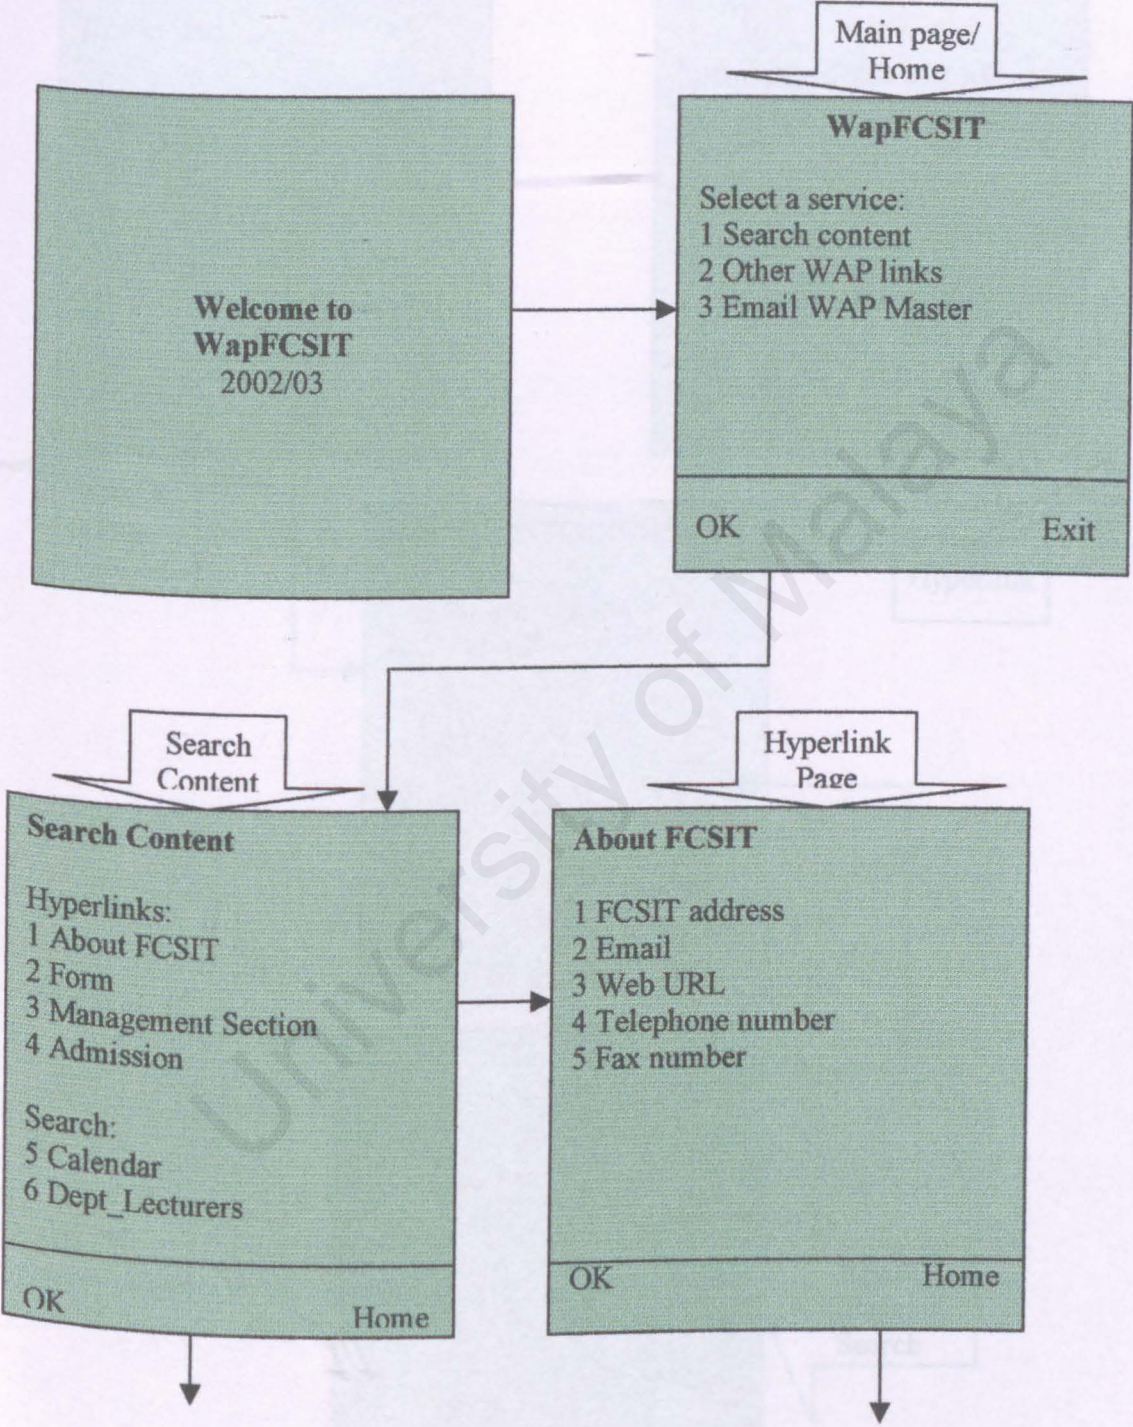 Main page/
Home
Welcome to
WapFCSIT
2002/03
WapFCSIT
Select a service:
1 Search content
2 Other WAP links
3 Email WAP Master
OK Exit
Search
Content
Search Content
Hyperlinks:
1 About FCSIT
2 Form
3 Management Section
4 Admission
Search:
5 Calendar
6 Dept_Lecturers
OK Home
Hyperlink
Page
About FCSIT
1 FCSIT address
2 Email
3 Web URL
4 Telephone number
5 Fax number
OK Home
University of Malaya